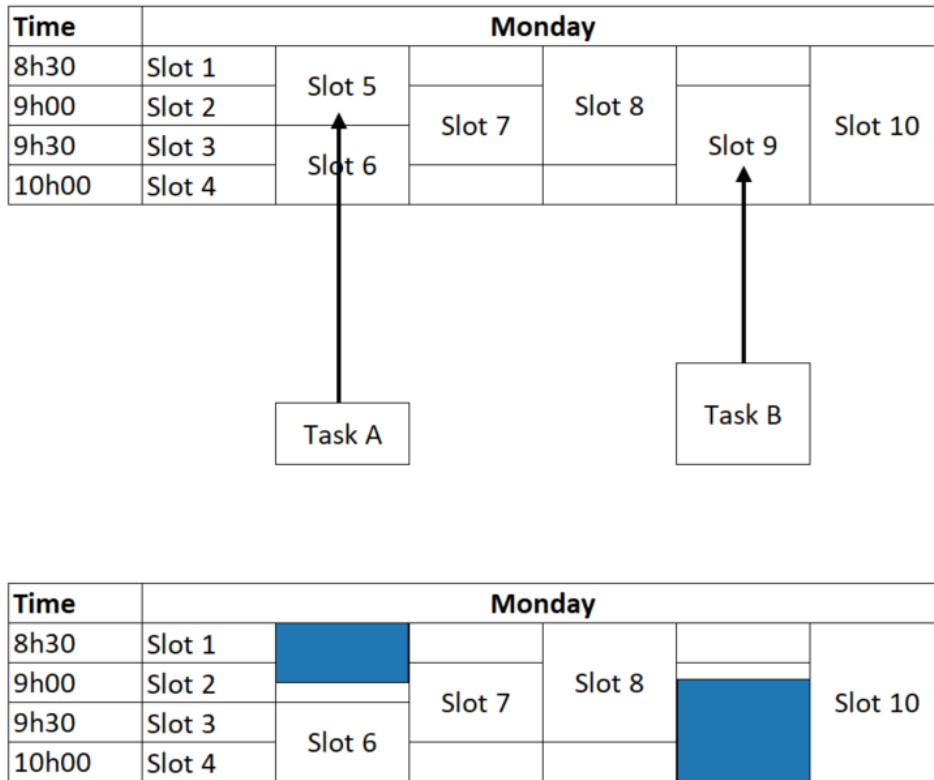 Time Monday
8h30 Slot 1
Slot 5
9h00 Slot 2
Slot 7
Slot 8
Slot 10
9h30 Slot 3
Slot 9
Slot 6
10h00 Slot 4
Task A
Task B
Time Monday
8h30 Slot 1
9h00 Slot 2
Slot 8
Slot 7
Slot 10
9h30 Slot 3
Slot 6
10h00 Slot 4